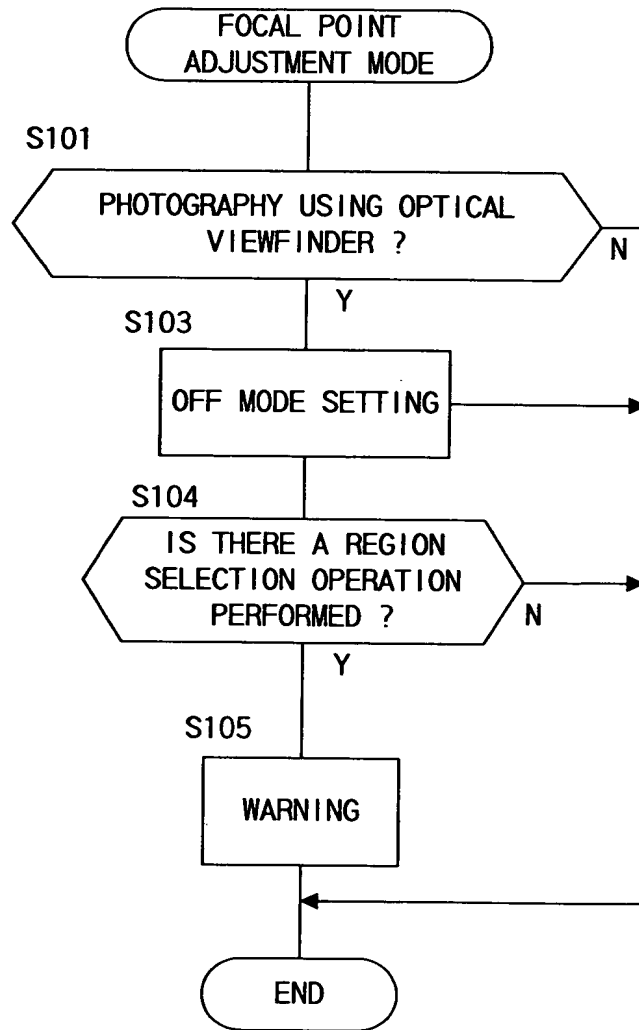 FOCAL POINT
ADJUSTMENT MODE
S101
PHOTOGRAPHY USING OPTICAL
VIEWFINDER ?
N
Y
S103
OFF MODE SETTING
S104
IS THERE A REGION
SELECTION OPERATION
PERFORMED ?
N
Y
S105
WARNING
END